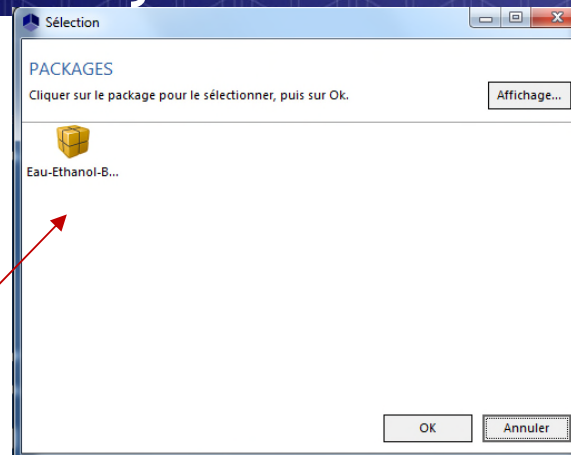 Sélection
PACKAGES
Cliquer sur le package pour le sélectionner, puis sur Ok.
Affichage...
Eau-Ethanol-B...
OK
Annuler